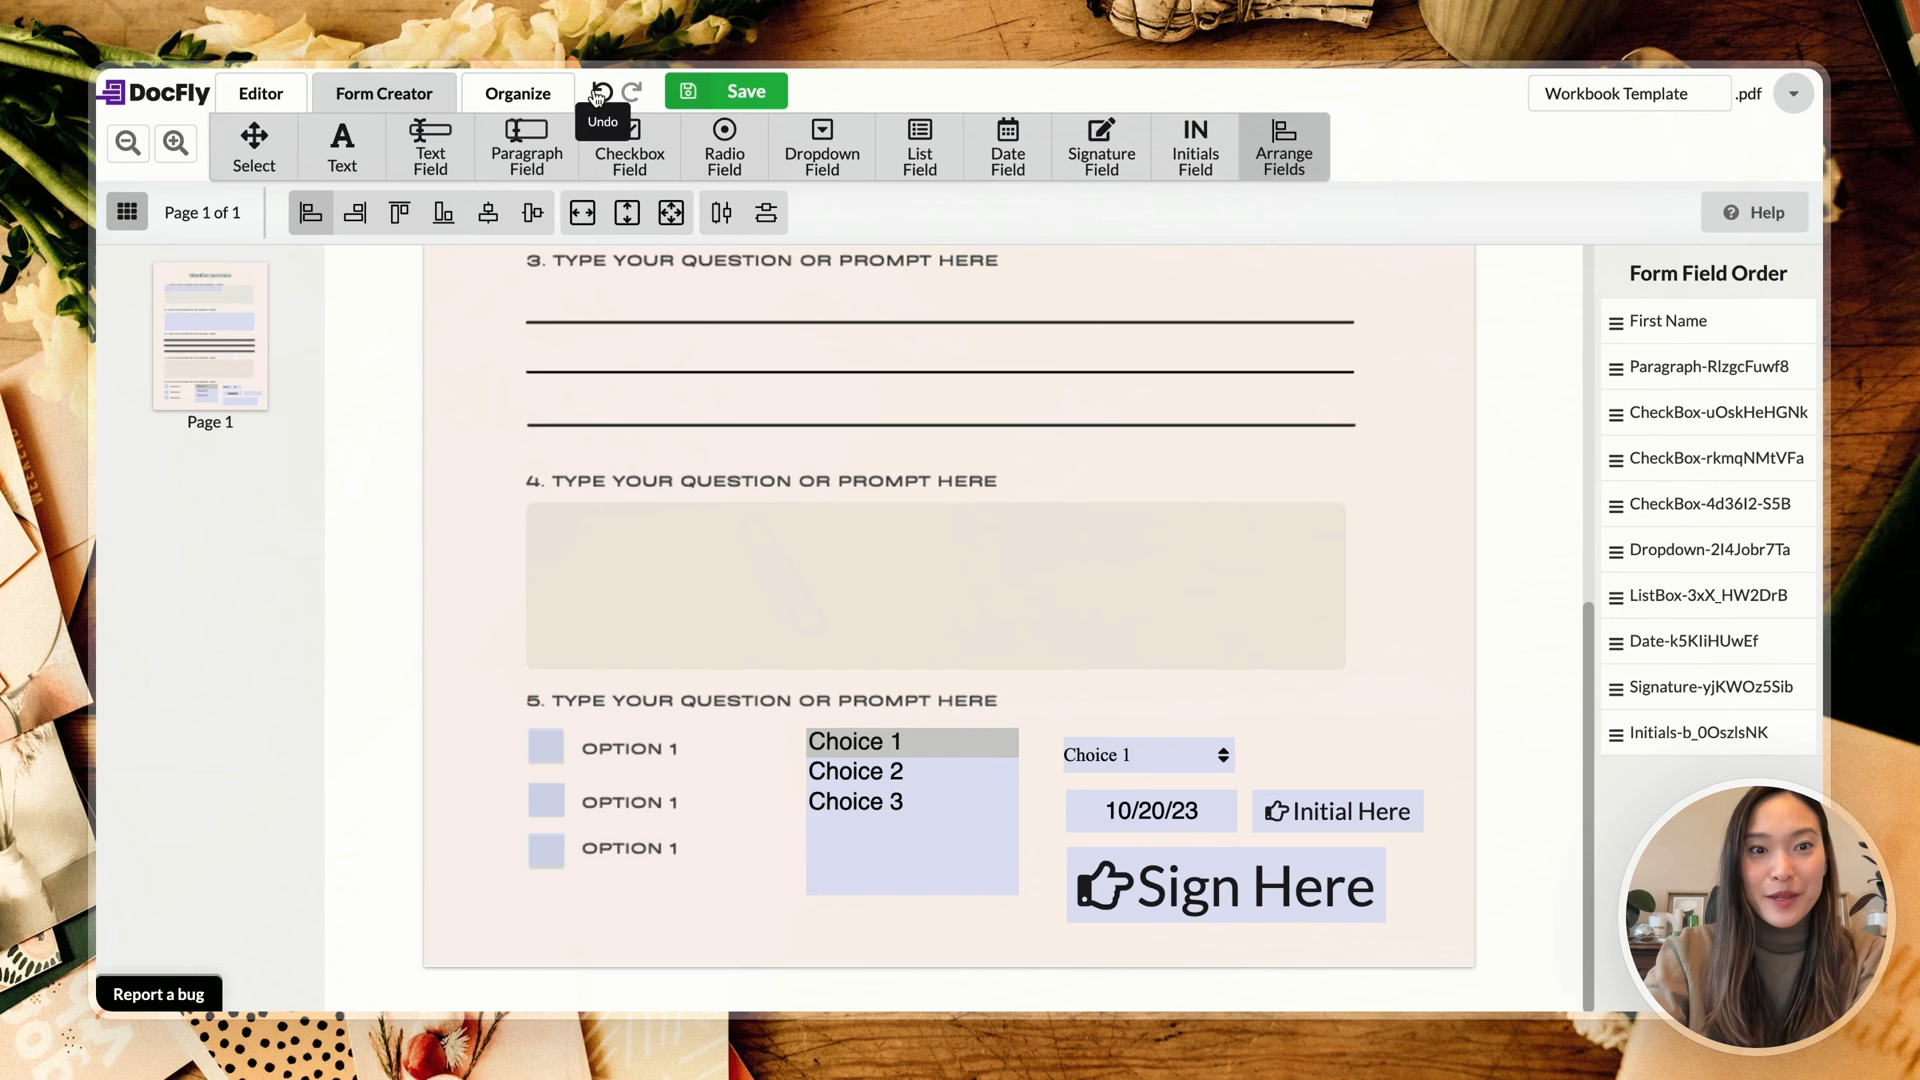 DocFly
Editor
Form Creator
Organize
Save
Workbook Template
.pdf
Undo
Select
Text
Text Field
Paragraph Field
Checkbox Field
Radio Field
Dropdown Field
List Field
Date Field
Signature Field
IN
Initials Field
Arrange Fields
Page 1 of 1
Help
Page 1
3. TYPE YOUR QUESTION OR PROMPT HERE
4. TYPE YOUR QUESTION OR PROMPT HERE
5. TYPE YOUR QUESTION OR PROMPT HERE
OPTION 1
OPTION 1
OPTION 1
Choice 1
Choice 2
Choice 3
Choice 1
10/20/23
Initial Here
Sign Here
Form Field Order
First Name
Paragraph-RlzgcFuwf8
CheckBox-uOskHeHGNk
CheckBox-rkmqNMtVFa
CheckBox-4d36I2-S5B
Dropdown-2I4Jobr7Ta
ListBox-3xX_HW2DrB
Date-k5KIiHUwEf
Signature-yjKWOz5Sib
Initials-b_0OszlsNK
Report a bug